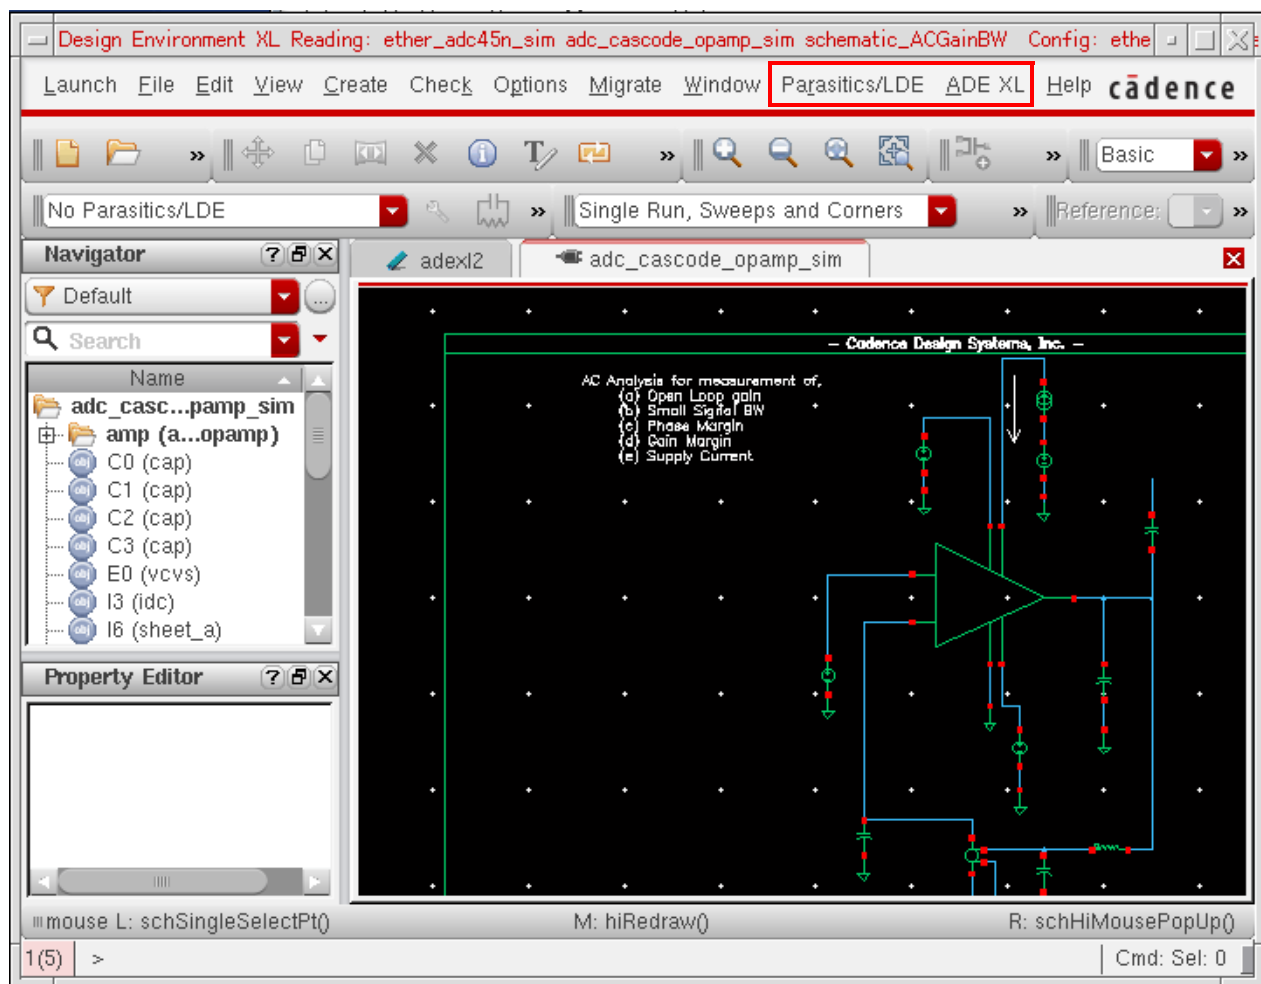 Design Environment XL Reading: ether_adc45n_sim adc_cascode_opamp_sim schematic_ACGainBW Config: ethe
Launch File Edit View Create Check Options Migrate Window Parasitics/LDE ADE XL Help cādence
» » » Basic »
No Parasitics/LDE » Single Run, Sweeps and Corners » Reference: »
Navigator
adexl2 adc_cascode_opamp_sim
Default ...
Search
Name
adc_casc...pamp_sim
amp (a...opamp)
C0 (cap)
C1 (cap)
C2 (cap)
C3 (cap)
E0 (vcvs)
I3 (idc)
I6 (sheet_a)
Property Editor
– Cadence Design Systems, Inc. –
AC Analysis for measurement of,
(a) Open Loop gain
(b) Small Signal BW
(c) Phase Margin
(d) Gain Margin
(e) Supply Current
mouse L: schSingleSelectPt() M: hiRedraw() R: schHiMousePopUp()
1(5) > Cmd: Sel: 0